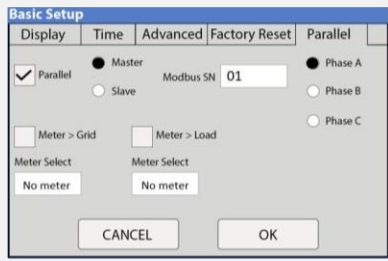 Basic Setup
Display Time Advanced Factory Reset Parallel
Parallel
Master
Slave
Modbus SN 01
Phase A
Phase B
Phase C
Meter > Grid
Meter > Load
Meter Select
Meter Select
No meter
No meter
CANCEL
OK